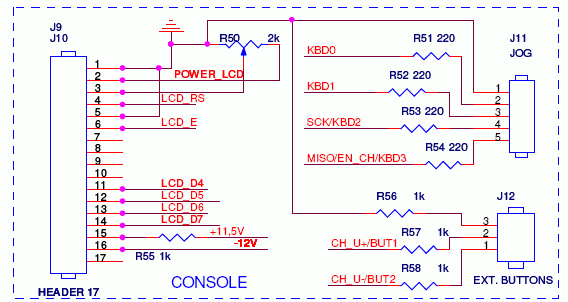 J9
J10
R50 2k
R51 220
J11
JOG
KBD0
POWER_LCD
R52 220
KBD1
LCD_RS
R53 220
SCK/KBD2
LCD_E
R54 220
MISO/EN_CH/KBD3
1
2
3
4
5
6
7
8
9
10
11
12
13
14
15
16
17
1
2
3
4
5
LCD_D4
LCD_D5
LCD_D6
LCD_D7
+11,5V
-12V
R55 1k
R56 1k
J12
R57 1k
CH_U+/BUT1
R58 1k
CH_U-/BUT2
3
2
1
HEADER 17
CONSOLE
EXT. BUTTONS